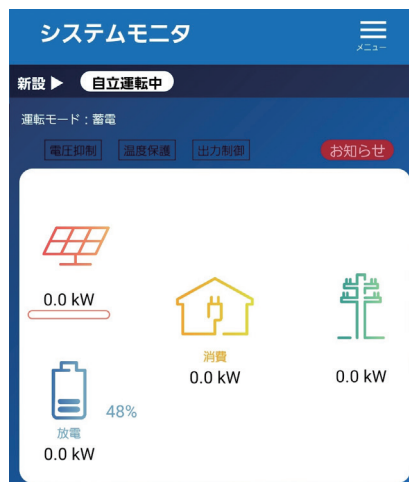 システムモニタ
メニュー
新設 ▶ 自立運転中
運転モード：蓄電
電圧抑制 温度保護 出力制御 お知らせ
0.0 kW
消費
0.0 kW
0.0 kW
48%
放電
0.0 kW